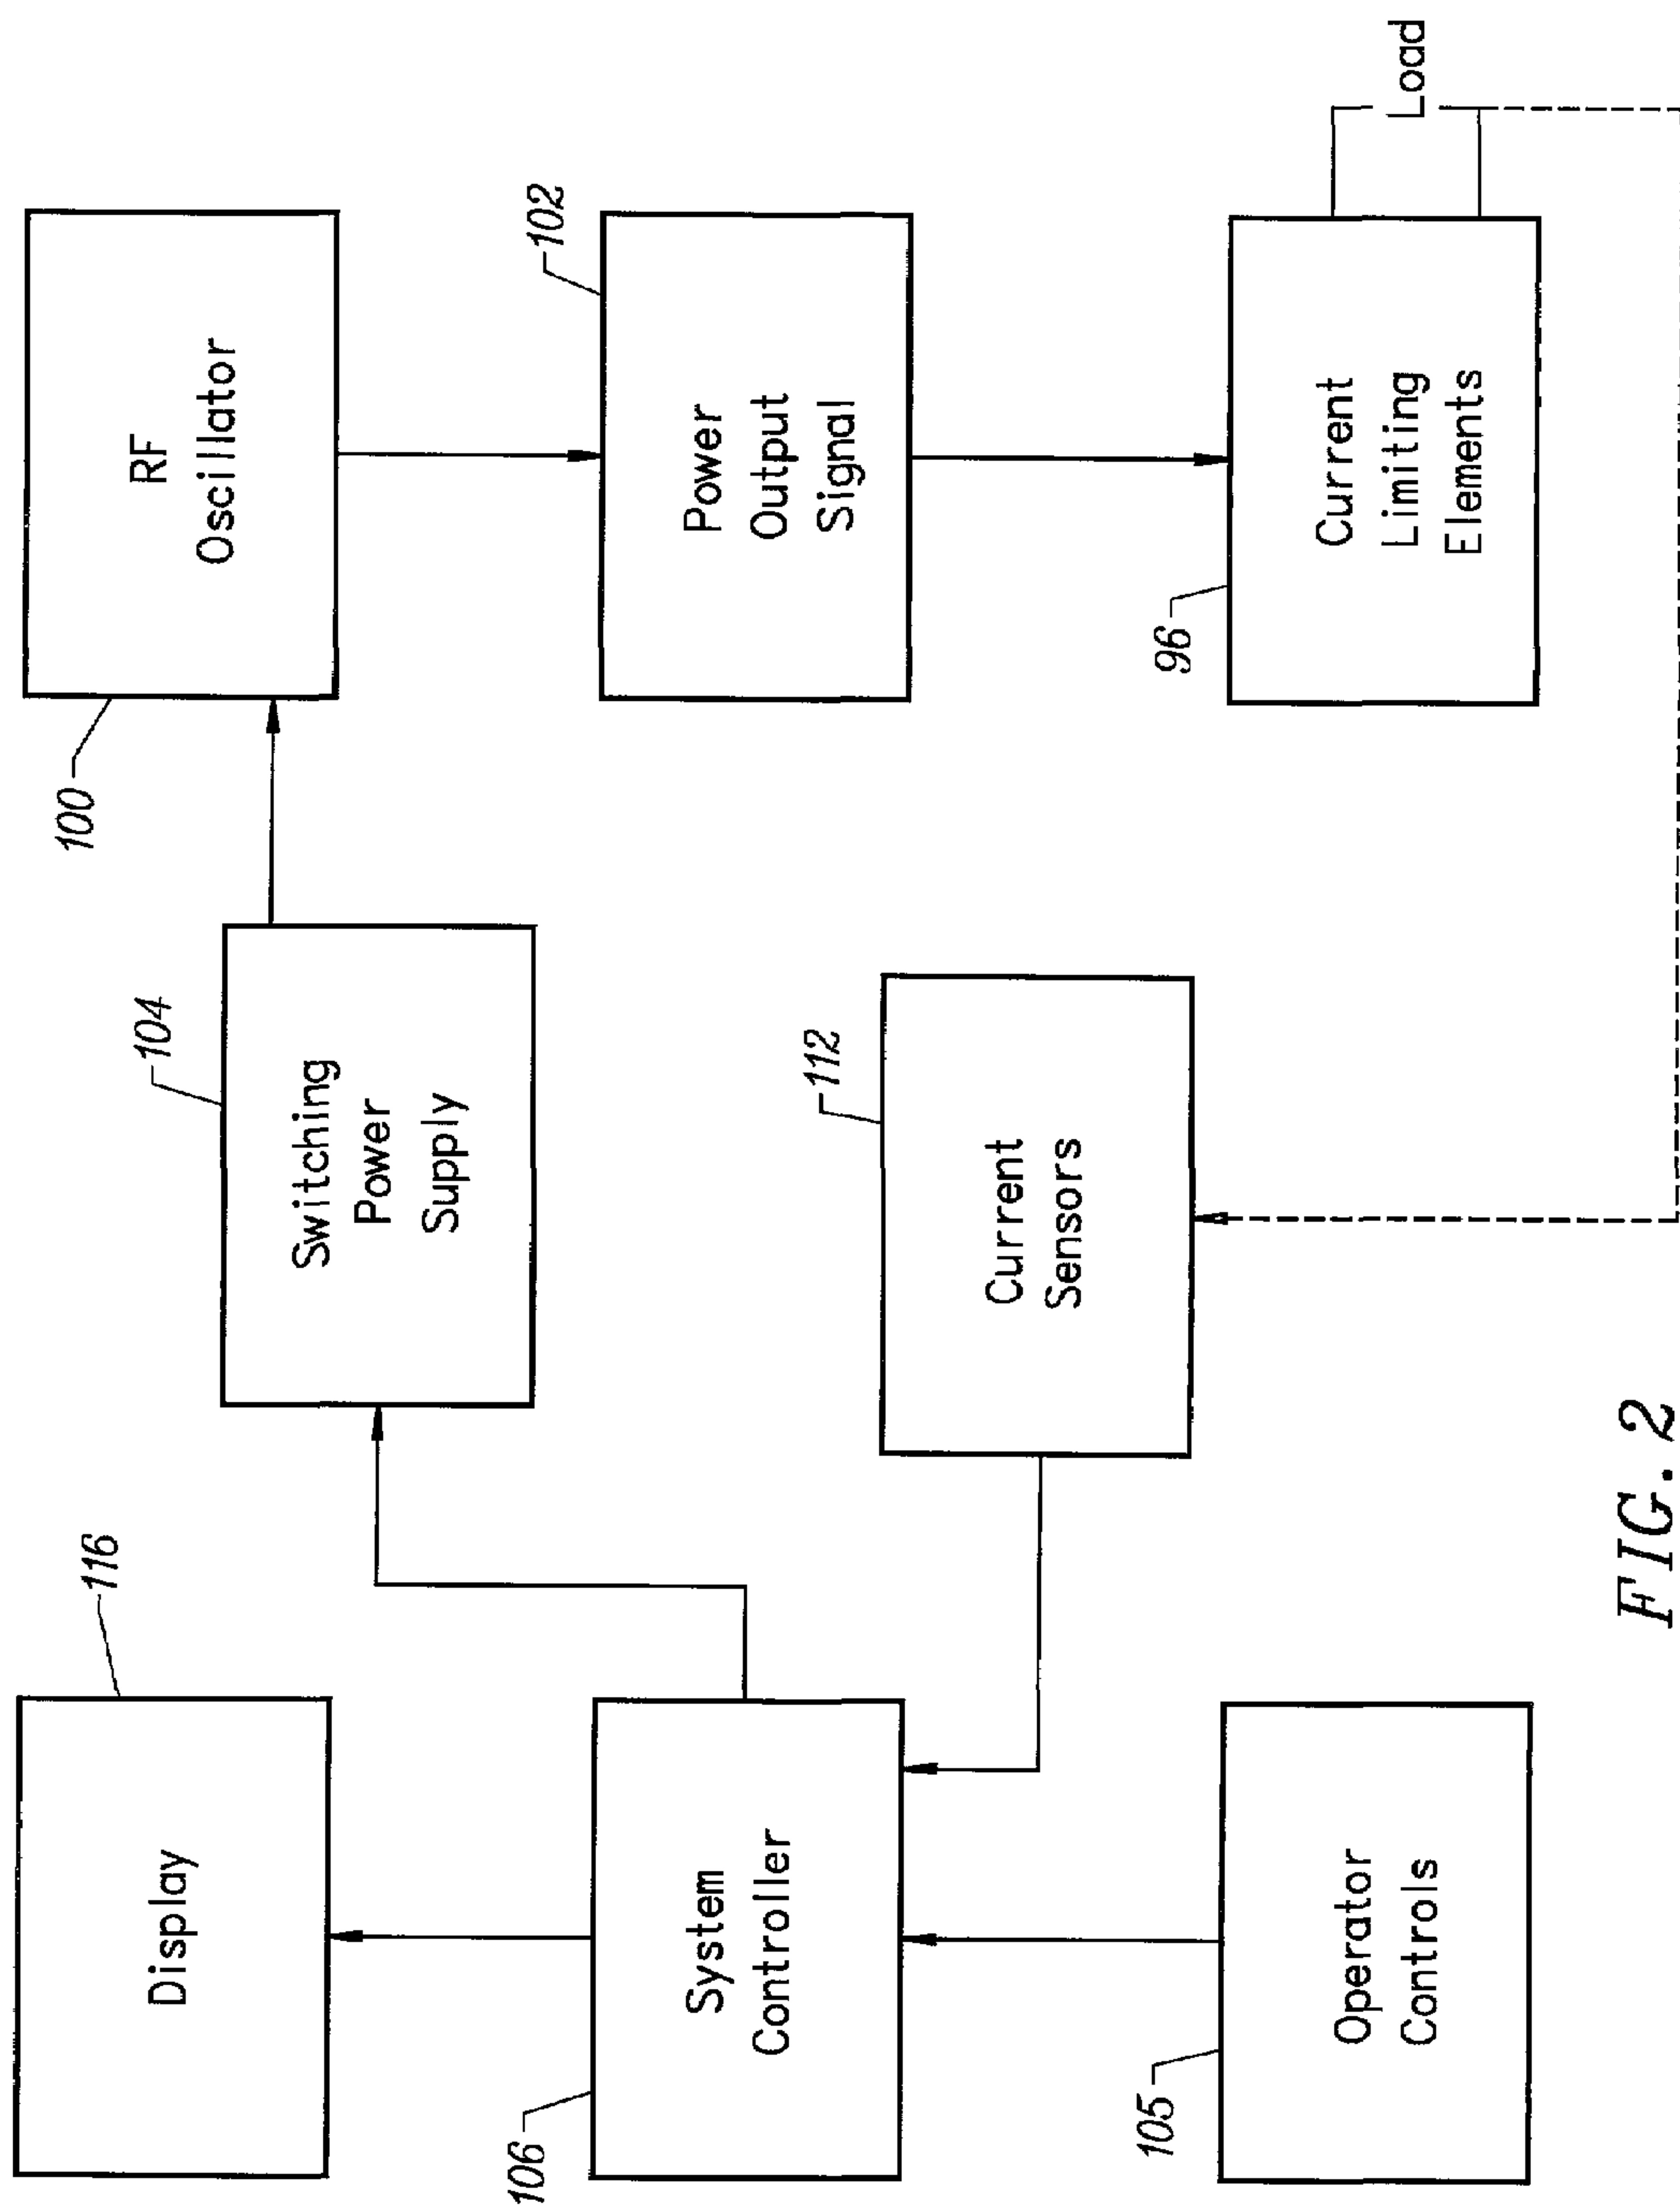 116
Display
106
System
Controller
105
Operator
Controls
104
Switching
Power
Supply
112
Current
Sensors
100
RF
Oscillator
102
Power
Output
Signal
96
Current
Limiting
Elements
Load
FIG. 2